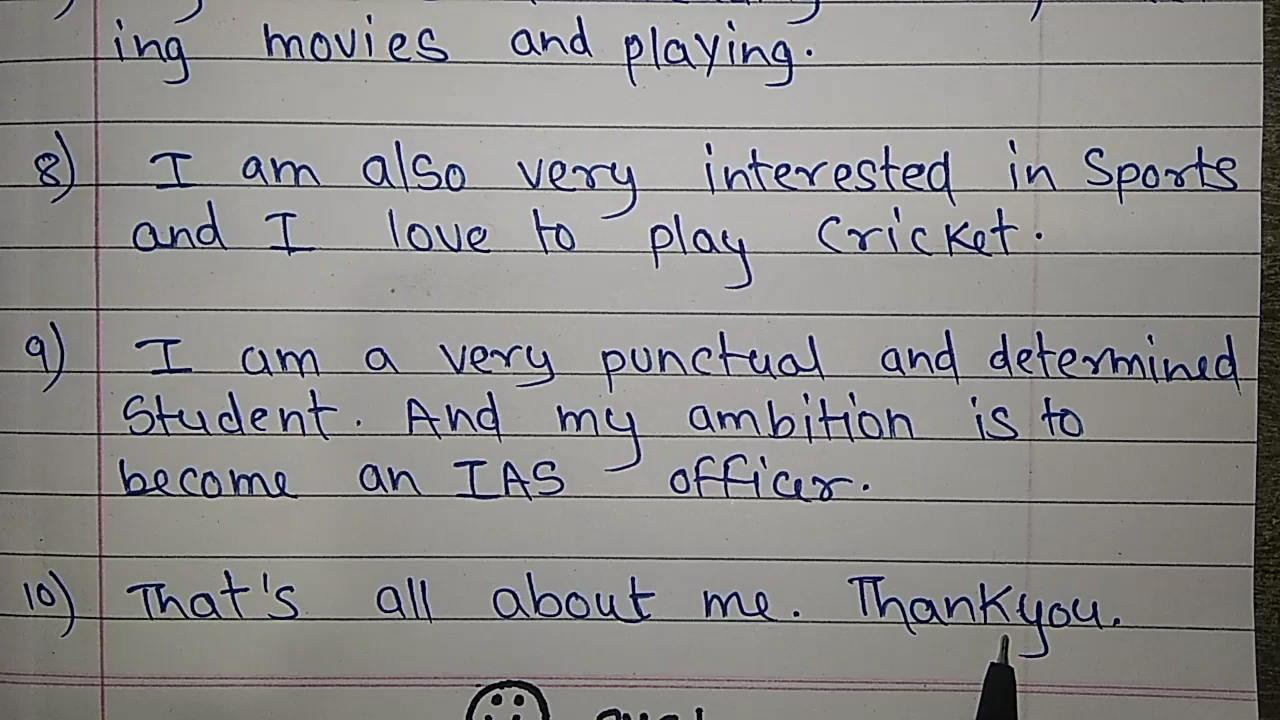 ing movies and playing.
8) I am also very interested in Sports
and I love to play Cricket.
9) I am a very punctual and determined
Student. And my ambition is to
become an IAS officer.
10) That's all about me. Thankyou.